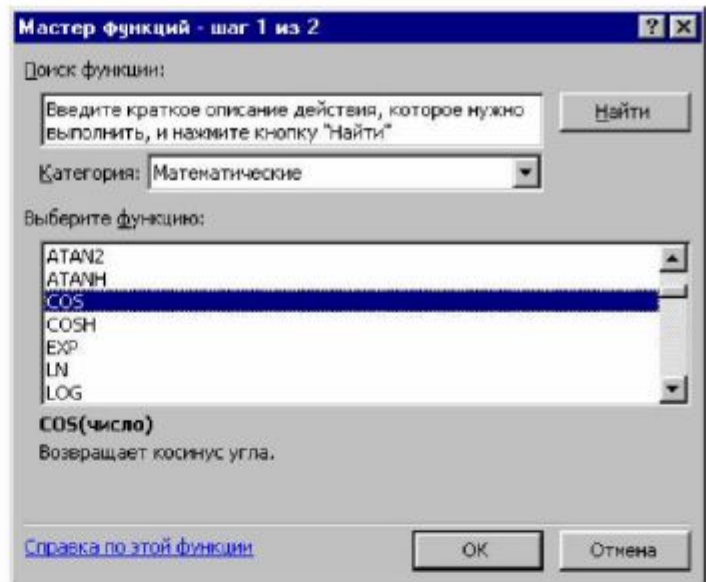 Мастер функций - шаг 1 из 2
Поиск функции:
Введите краткое описание действия, которое нужно
выполнить, и нажмите кнопку "Найти"
Найти
Категория: Математические
Выберите функцию:
ATAN2
ATANH
COS
COSH
EXP
LN
LOG
COS(число)
Возвращает косинус угла.
Справка по этой функции
OK
Отмена